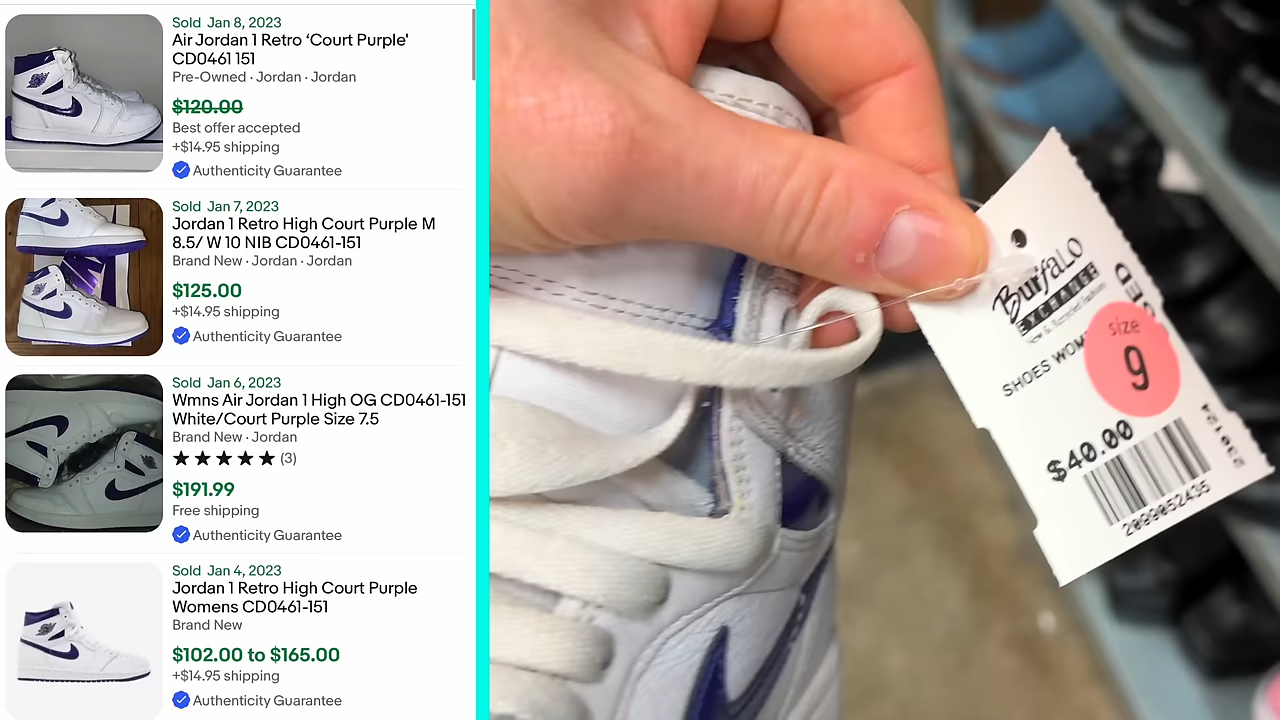 Sold Jan 8, 2023
Air Jordan 1 Retro ‘Court Purple'
CD0461 151
Pre-Owned · Jordan · Jordan
$120.00
Best offer accepted
+$14.95 shipping
Authenticity Guarantee
Sold Jan 7, 2023
Jordan 1 Retro High Court Purple M
8.5/ W 10 NIB CD0461-151
Brand New · Jordan · Jordan
$125.00
+$14.95 shipping
Authenticity Guarantee
Sold Jan 6, 2023
Wmns Air Jordan 1 High OG CD0461-151
White/Court Purple Size 7.5
Brand New · Jordan
(3)
$191.99
Free shipping
Authenticity Guarantee
Sold Jan 4, 2023
Jordan 1 Retro High Court Purple
Womens CD0461-151
Brand New
$102.00 to $165.00
+$14.95 shipping
Authenticity Guarantee
Buffalo
EXCHANGE
New & Recycled Fashion
SHOES WOM
size
9
$40.00
2099052435